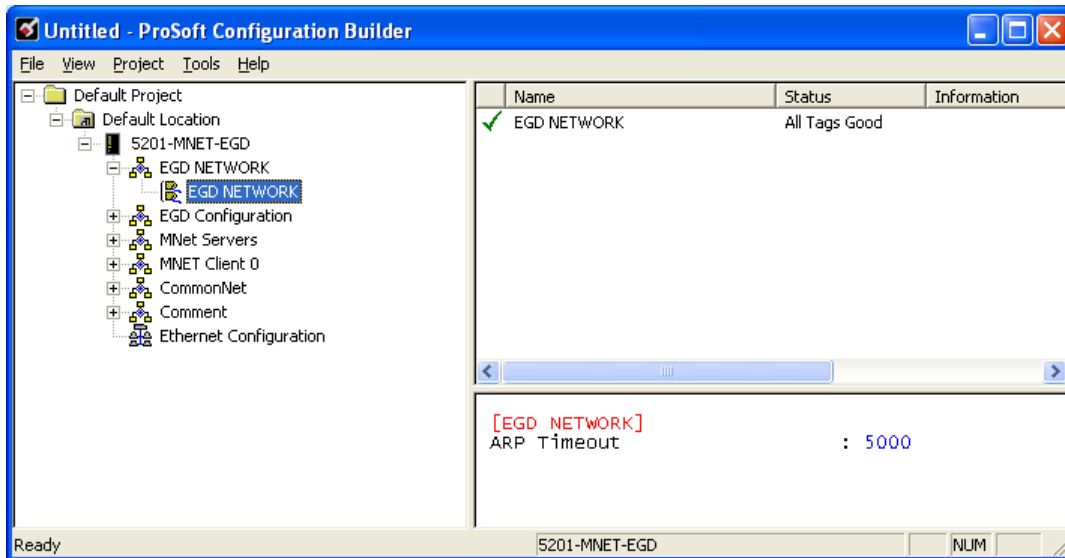 Untitled - ProSoft Configuration Builder
File View Project Tools Help
Default Project
Default Location
5201-MNET-EGD
EGD NETWORK
EGD NETWORK
EGD Configuration
MNet Servers
MNET Client 0
CommonNet
Comment
Ethernet Configuration
Name Status Information
EGD NETWORK All Tags Good
[EGD NETWORK]
ARP Timeout : 5000
Ready 5201-MNET-EGD NUM